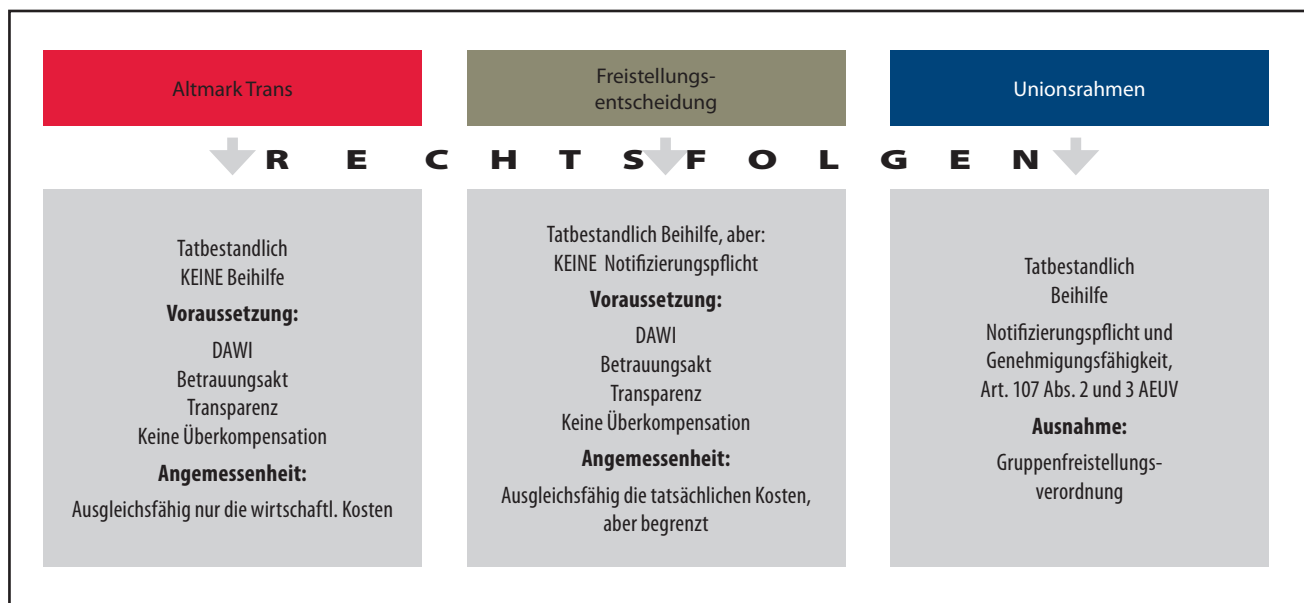 Altmark Trans
Freistellungs-
entscheidung
Unionsrahmen
RECHTSFOLGEN
Tatbestandlich
KEINE Beihilfe
Voraussetzung:
DAWI
Betrauungsakt
Transparenz
Keine Überkompensation
Angemessenheit:
Ausgleichsfähig nur die wirtschaftl. Kosten
Tatbestandlich Beihilfe, aber:
KEINE Notifizierungspflicht
Voraussetzung:
DAWI
Betrauungsakt
Transparenz
Keine Überkompensation
Angemessenheit:
Ausgleichsfähig die tatsächlichen Kosten,
aber begrenzt
Tatbestandlich
Beihilfe
Notifizierungspflicht und
Genehmigungsfähigkeit,
Art. 107 Abs. 2 und 3 AEUV
Ausnahme:
Gruppenfreistellungs-
verordnung